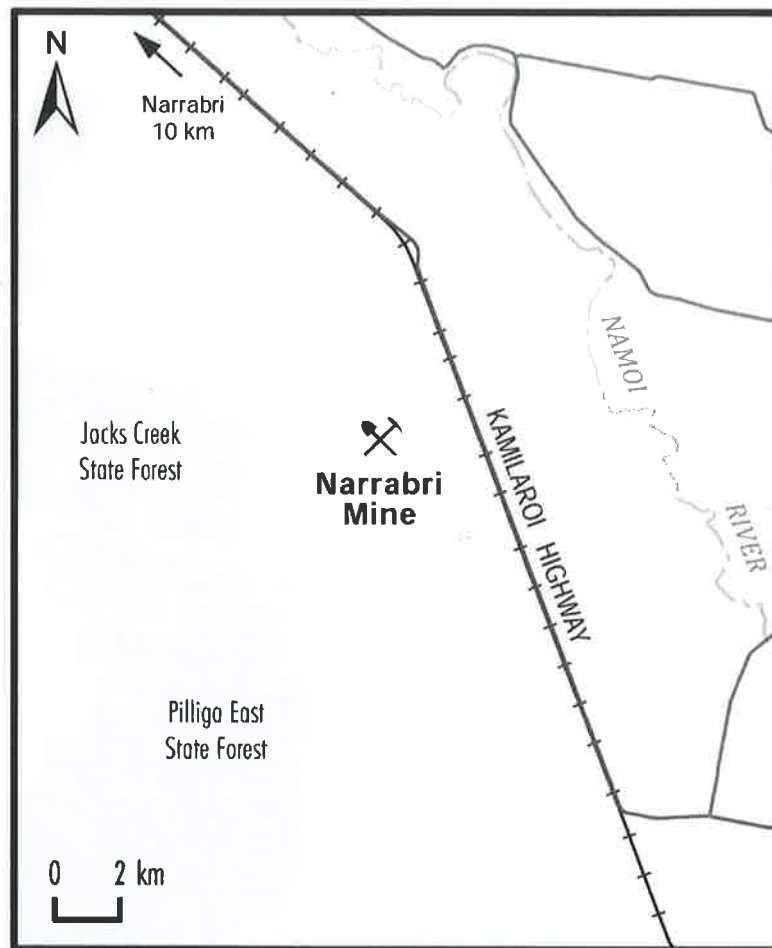 N
Narrabri
10 km
NAMOI
RIVER
Jacks Creek
State Forest
Narrabri
Mine
KAMILAROI HIGHWAY
Pilliga East
State Forest
0 2 km